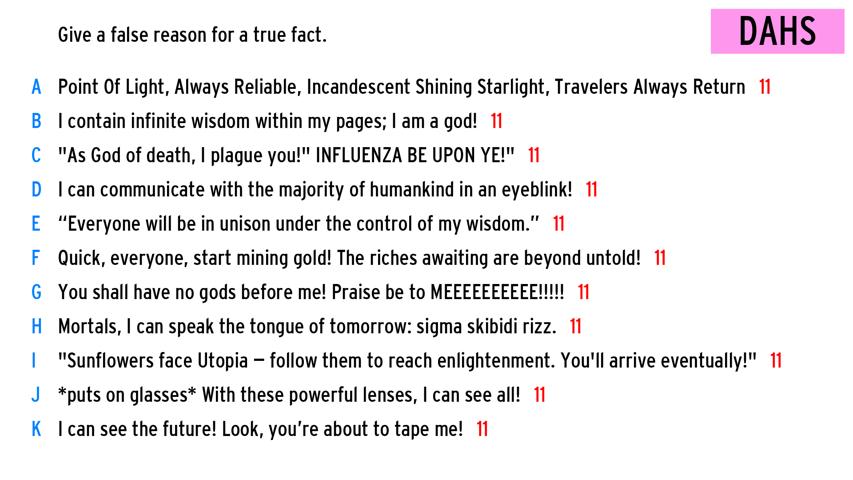 Give a false reason for a true fact.
DAHS
A Point Of Light, Always Reliable, Incandescent Shining Starlight, Travelers Always Return 11
B I contain infinite wisdom within my pages; I am a god! 11
C "As God of death, I plague you!" INFLUENZA BE UPON YE!" 11
D I can communicate with the majority of humankind in an eyeblink! 11
E “Everyone will be in unison under the control of my wisdom.” 11
F Quick, everyone, start mining gold! The riches awaiting are beyond untold! 11
G You shall have no gods before me! Praise be to MEEEEEEEEEE!!!!! 11
H Mortals, I can speak the tongue of tomorrow: sigma skibidi rizz. 11
I "Sunflowers face Utopia – follow them to reach enlightenment. You'll arrive eventually!" 11
J *puts on glasses* With these powerful lenses, I can see all! 11
K I can see the future! Look, you’re about to tape me! 11